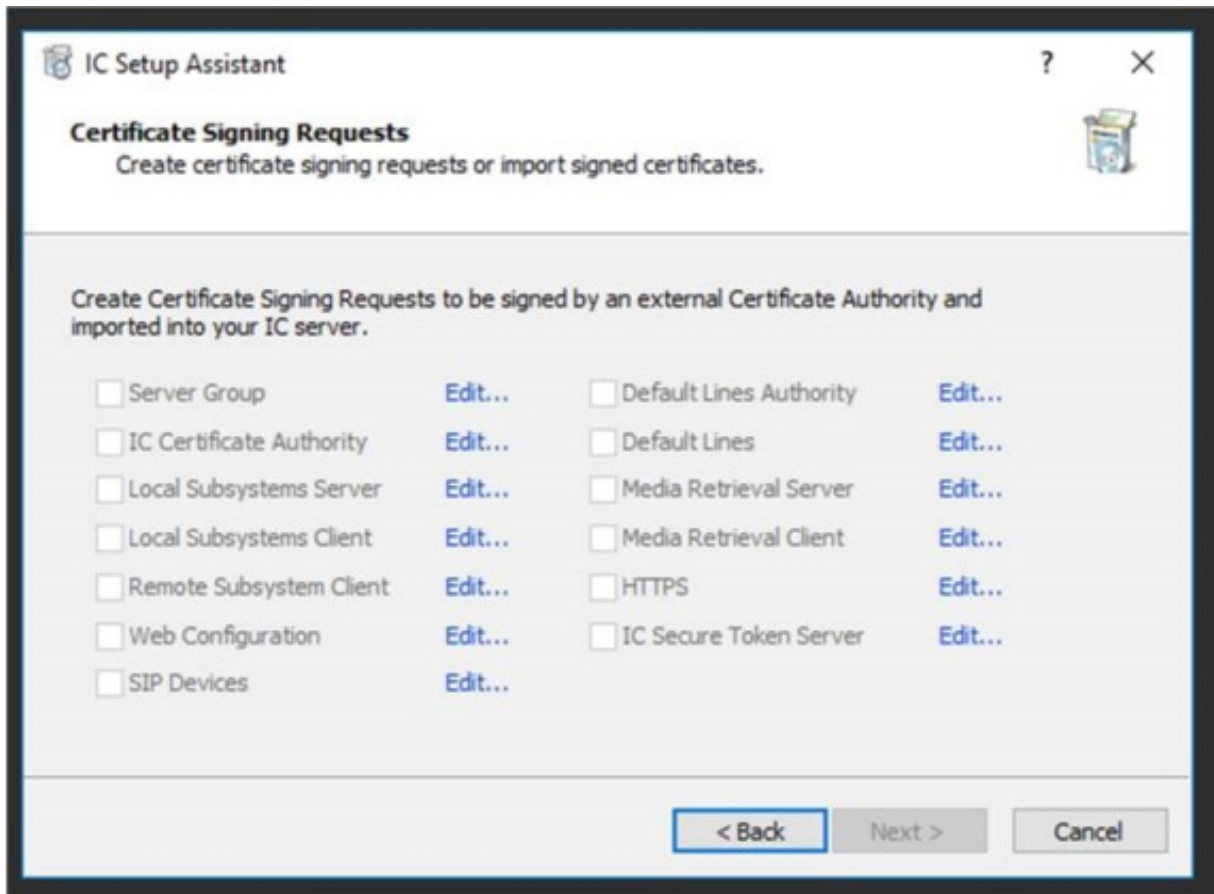 IC Setup Assistant
?
Certificate Signing Requests
Create certificate signing requests or import signed certificates.
Create Certificate Signing Requests to be signed by an external Certificate Authority and
imported into your IC server.
Server Group Edit... Default Lines Authority Edit...
IC Certificate Authority Edit... Default Lines Edit...
Local Subsystems Server Edit... Media Retrieval Server Edit...
Local Subsystems Client Edit... Media Retrieval Client Edit...
Remote Subsystem Client Edit... HTTPS Edit...
Web Configuration Edit... IC Secure Token Server Edit...
SIP Devices Edit...
< Back Next > Cancel